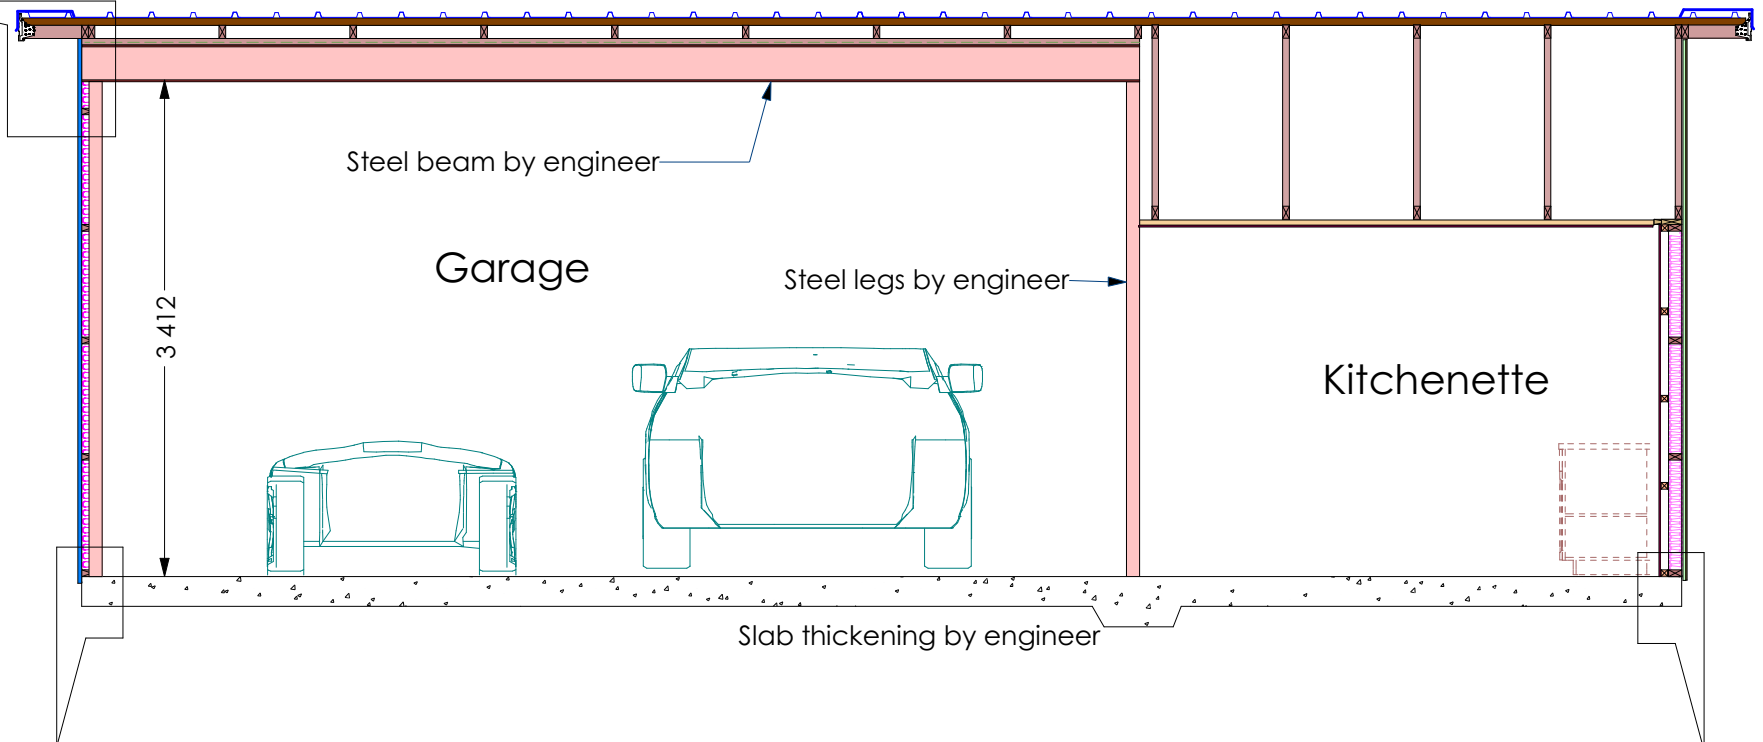 Steel beam by engineer
Garage
Steel legs by engineer
3 412
Kitchenette
Slab thickening by engineer